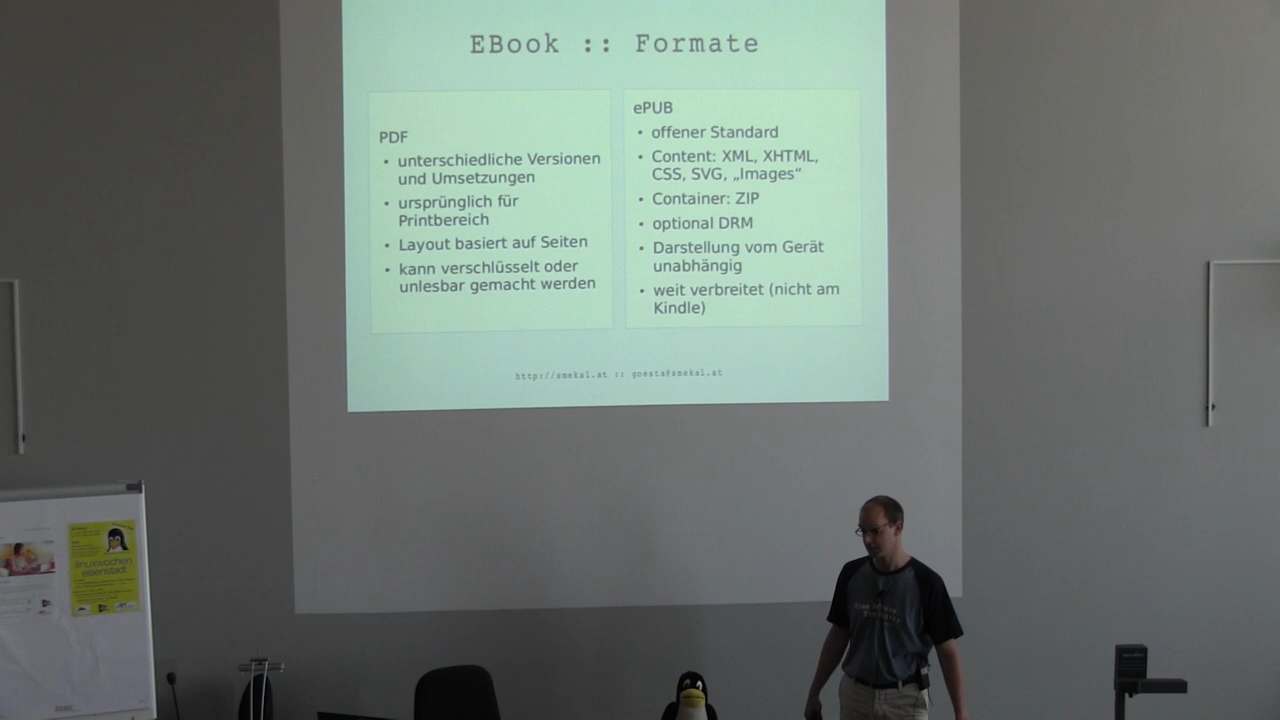 EBook :: Formate
PDF
• unterschiedliche Versionen
und Umsetzungen
• ursprünglich für
Printbereich
• Layout basiert auf Seiten
• kann verschlüsselt oder
unlesbar gemacht werden
ePUB
• offener Standard
• Content: XML, XHTML,
CSS, SVG, „Images“
• Container: ZIP
• optional DRM
• Darstellung vom Gerät
unabhängig
• weit verbreitet (nicht am
Kindle)
http://smekal.at :: goesta@smekal.at
linuxwochen
eisenstadt